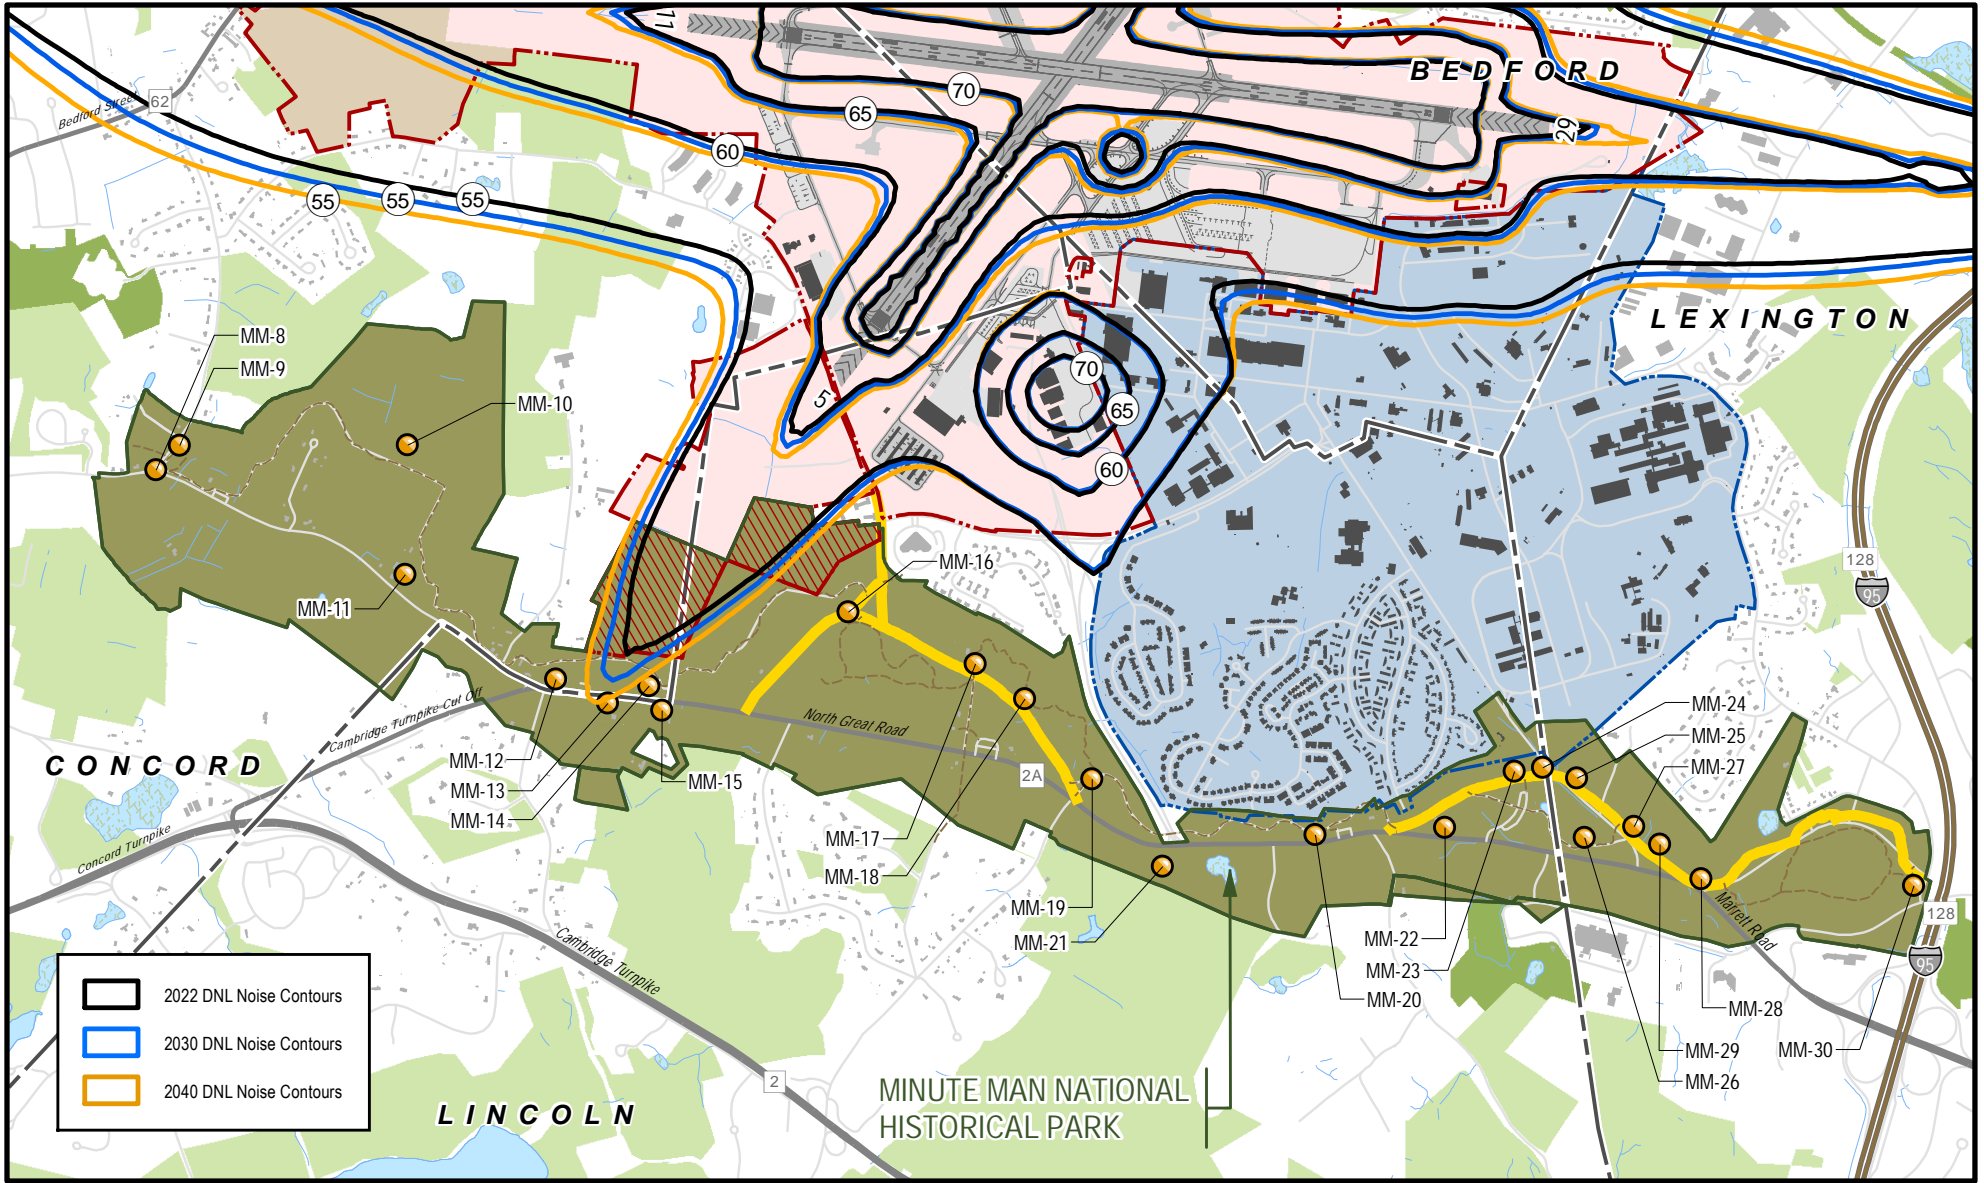 11
BEDFORD
62
Bedford Street
70
65
29
60
55
55
55
LEXINGTON
MM-8
MM-9
MM-10
5
70
65
60
MM-11
MM-16
128
95
North Great Road
Cambridge Turnpike Cut Off
CONCORD
MM-12
MM-13
MM-14
MM-15
2A
MM-24
MM-25
MM-27
Concord Turnpike
MM-17
MM-18
MM-19
MM-21
MM-22
MM-23
MM-20
Marrett Road
128
95
Cambridge Turnpike
MM-28
MM-29
MM-30
MM-26
2
2022 DNL Noise Contours
2030 DNL Noise Contours
2040 DNL Noise Contours
LINCOLN
MINUTE MAN NATIONAL
HISTORICAL PARK